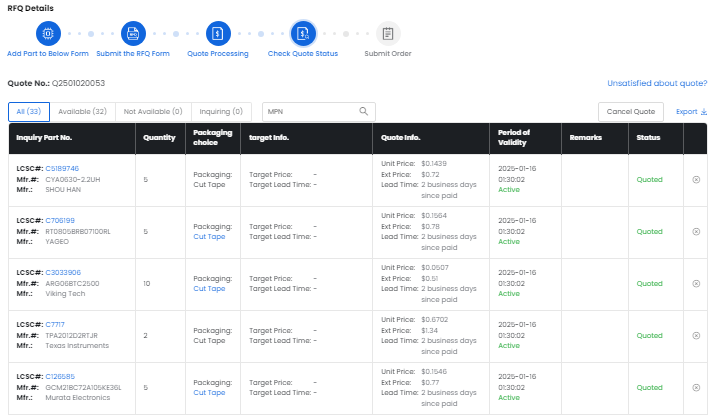 RFQ Details
Add Part to Below Form Submit the RFQ Form Quote Processing Check Quote Status Submit Order
Quote No.: Q2501020053 Unsatisfied about quote?
All (33) Available (32) Not Available (0) Inquiring (0) MPN Cancel Quote Export
Inquiry Part No. Quantity Packaging choice target Info. Quote Info. Period of Validity Remarks Status
LCSC#: C5189746
Mfr.#: CYA0630-2.2UH
Mfr.: SHOU HAN
5
Packaging:
Cut Tape
Target Price: -
Target Lead Time: -
Unit Price: $0.1439
Ext Price: $0.72
Lead Time: 2 business days
since paid
2025-01-16
01:30:02
Active
Quoted
LCSC#: C706199
Mfr.#: RT0805BRB07100RL
Mfr.: YAGEO
5
Packaging:
Cut Tape
Target Price: -
Target Lead Time: -
Unit Price: $0.1564
Ext Price: $0.78
Lead Time: 2 business days
since paid
2025-01-16
01:30:02
Active
Quoted
LCSC#: C3033906
Mfr.#: ARG06BTC2500
Mfr.: Viking Tech
10
Packaging:
Cut Tape
Target Price: -
Target Lead Time: -
Unit Price: $0.0507
Ext Price: $0.51
Lead Time: 2 business days
since paid
2025-01-16
01:30:02
Active
Quoted
LCSC#: C7717
Mfr.#: TPA2012D2RTJR
Mfr.: Texas Instruments
2
Packaging:
Cut Tape
Target Price: -
Target Lead Time: -
Unit Price: $0.6702
Ext Price: $1.34
Lead Time: 2 business days
since paid
2025-01-16
01:30:02
Active
Quoted
LCSC#: C126585
Mfr.#: GCM21BC72A105KE36L
Mfr.: Murata Electronics
5
Packaging:
Cut Tape
Target Price: -
Target Lead Time: -
Unit Price: $0.1546
Ext Price: $0.77
Lead Time: 2 business days
since paid
2025-01-16
01:30:02
Active
Quoted